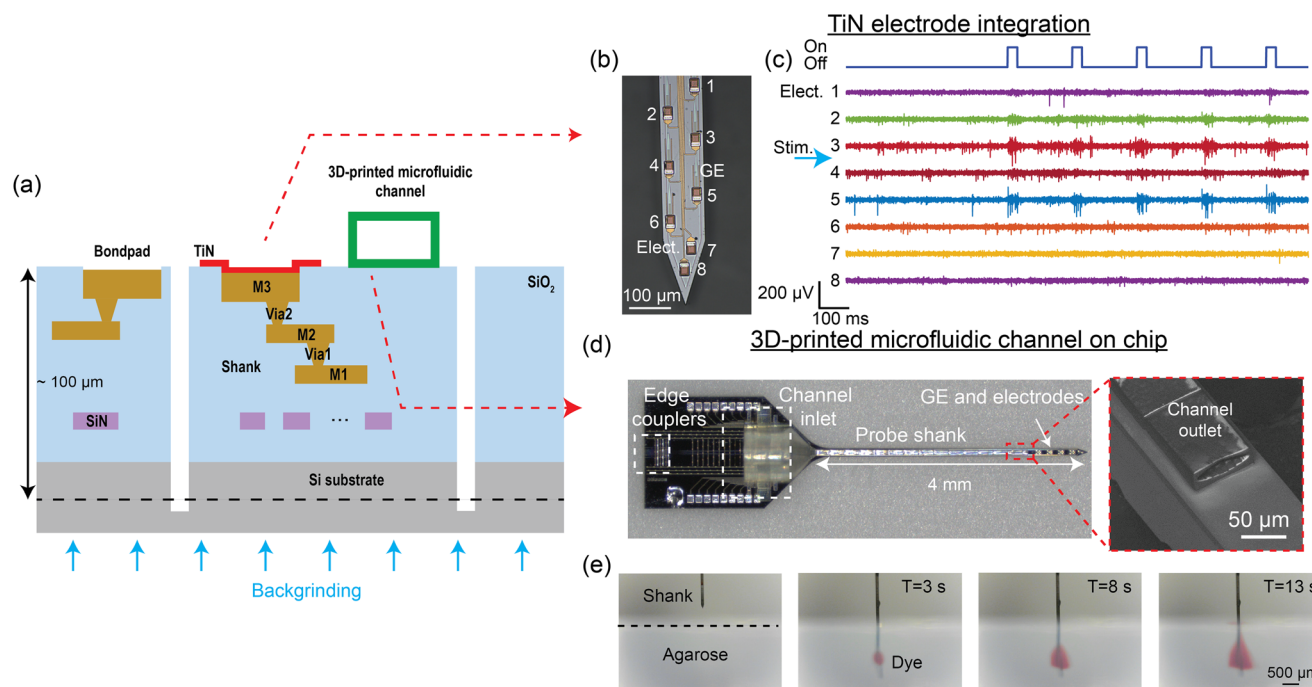 TiN electrode integration
(a)
Bondpad
TiN
3D-printed microfluidic
channel
SiO2
M3
Via2
M2
Via1
M1
Shank
~ 100 µm
SiN
...
Si substrate
Backgrinding
(b)
1
2
3
4
GE
5
6
Elect.
7
8
100 µm
(c)
On
Off
Elect. 1
2
3
Stim.
4
5
6
7
8
200 µV
100 ms
3D-printed microfluidic channel on chip
(d)
Edge
couplers
Channel
inlet
GE and electrodes
Probe shank
4 mm
Channel
outlet
50 µm
(e)
Shank
Agarose
T=3 s
Dye
T=8 s
T=13 s
500 µm